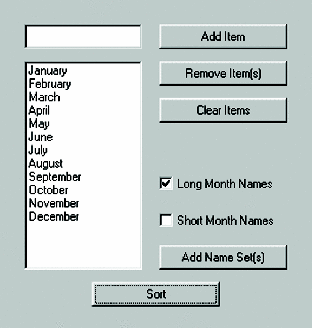 Add Item
Remove Item(s)
Clear Items
January
February
March
April
May
June
July
August
September
October
November
December
Long Month Names
Short Month Names
Add Name Set(s)
Sort